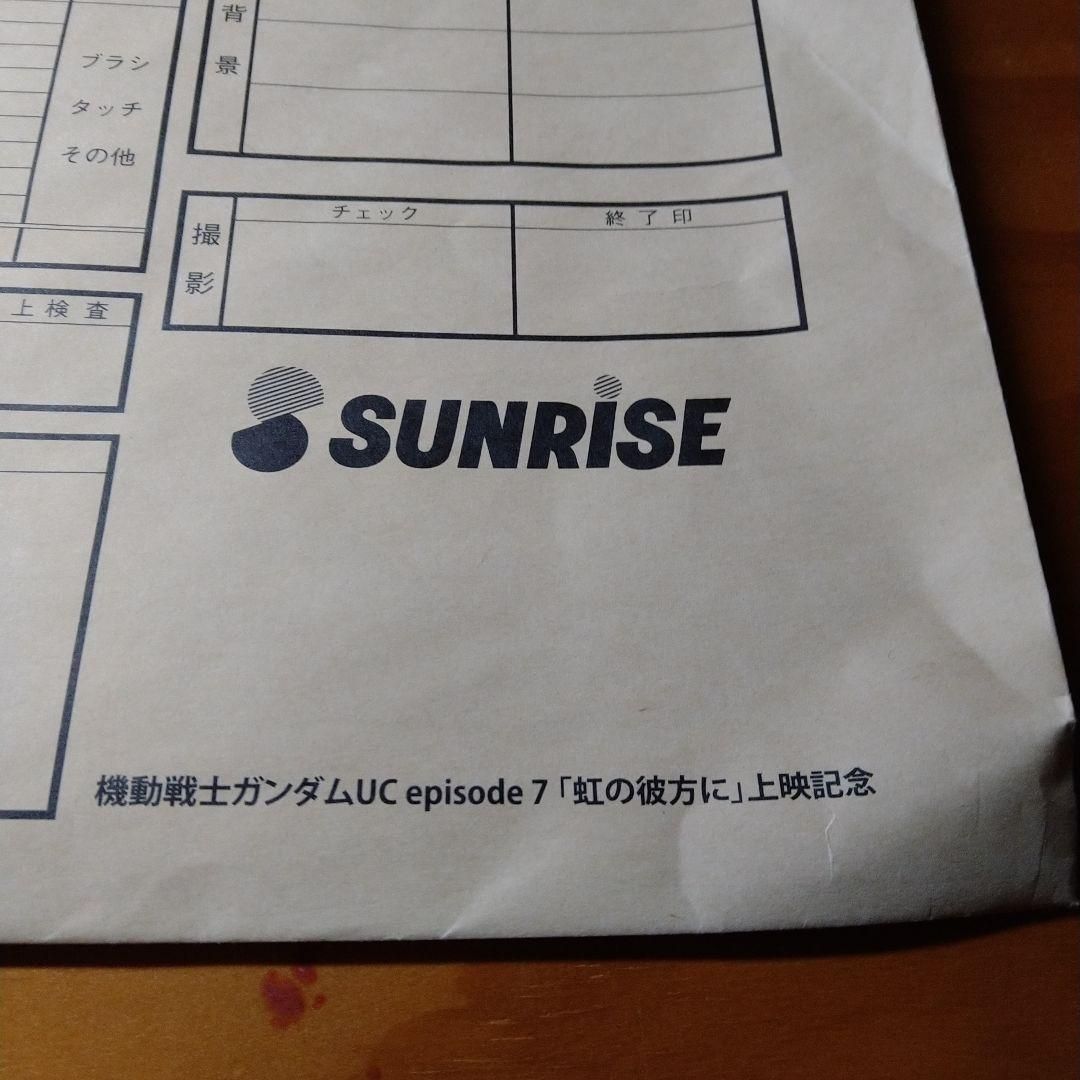 背景
ブラシ
タッチ
その他
撮影
チェック
終了印
上検査
SUNRISE
機動戦士ガンダムUC episode 7「虹の彼方に」上映記念